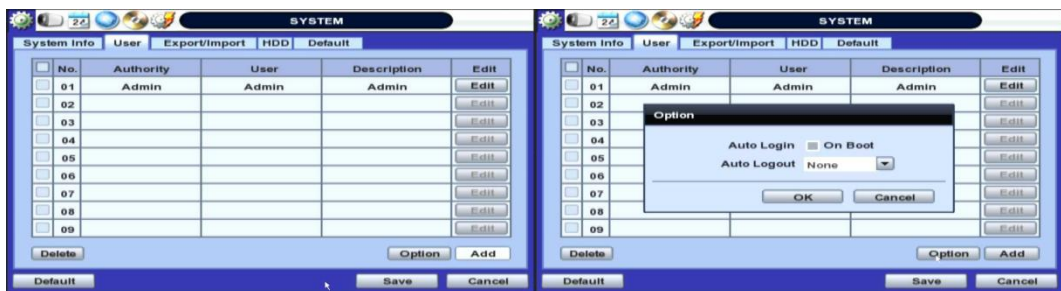 SYSTEM
System Info User Export/Import HDD Default
No. Authority User Description Edit
01 Admin Admin Admin Edit
02 Edit
03 Edit
04 Edit
05 Edit
06 Edit
07 Edit
08 Edit
09 Edit
Delete Option Add
Default Save Cancel
SYSTEM
System Info User Export/Import HDD Default
No. Authority User Description Edit
01 Admin Admin Admin Edit
02 Edit
03 Edit
04 Edit
05 Edit
06 Edit
07 Edit
08 Edit
09 Edit
Option
Auto Login On Boot
Auto Logout None
OK Cancel
Delete Option Add
Default Save Cancel